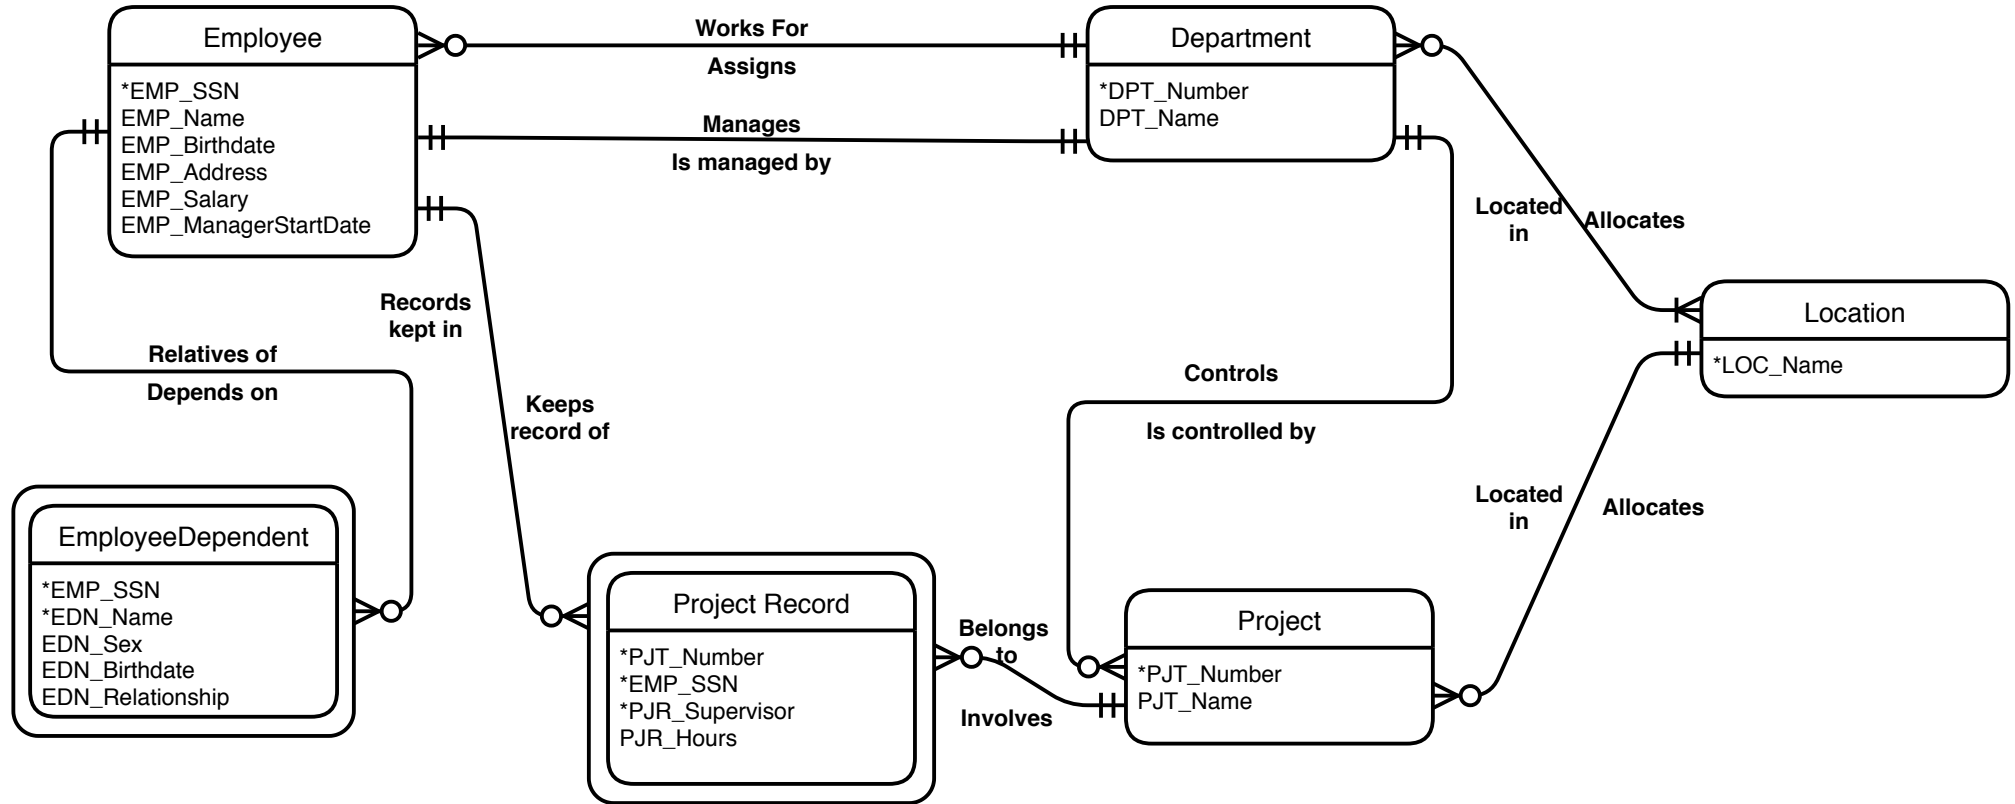 Employee
*EMP_SSN
EMP_Name
EMP_Birthdate
EMP_Address
EMP_Salary
EMP_ManagerStartDate
Works For
Assigns
Manages
Is managed by
Department
*DPT_Number
DPT_Name
Located
in
Allocates
Location
*LOC_Name
Records
kept in
Keeps
record of
Relatives of
Depends on
Controls
Is controlled by
Located
in
Allocates
EmployeeDependent
*EMP_SSN
*EDN_Name
EDN_Sex
EDN_Birthdate
EDN_Relationship
Project Record
*PJT_Number
*EMP_SSN
*PJR_Supervisor
PJR_Hours
Belongs
to
Involves
Project
*PJT_Number
PJT_Name